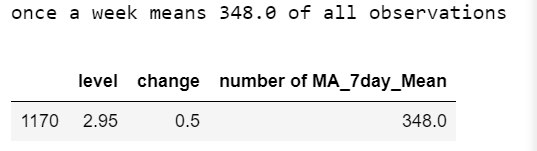 once a week means 348.0 of all observations
level change number of MA_7day_Mean
1170 2.95 0.5 348.0